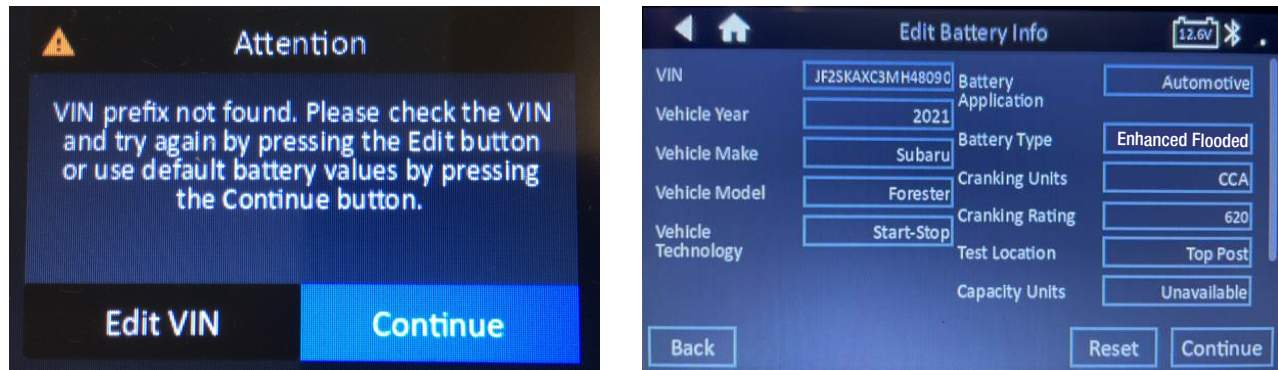 Attention
VIN prefix not found. Please check the VIN
and try again by pressing the Edit button
or use default battery values by pressing
the Continue button.
Edit VIN
Continue
Edit Battery Info
12.6V
VIN
JF2SKAXC3MH48090
Vehicle Year
2021
Vehicle Make
Subaru
Vehicle Model
Forester
Vehicle
Technology
Start-Stop
Battery
Application
Automotive
Battery Type
Enhanced Flooded
Cranking Units
CCA
Cranking Rating
620
Test Location
Top Post
Capacity Units
Unavailable
Back
Reset
Continue